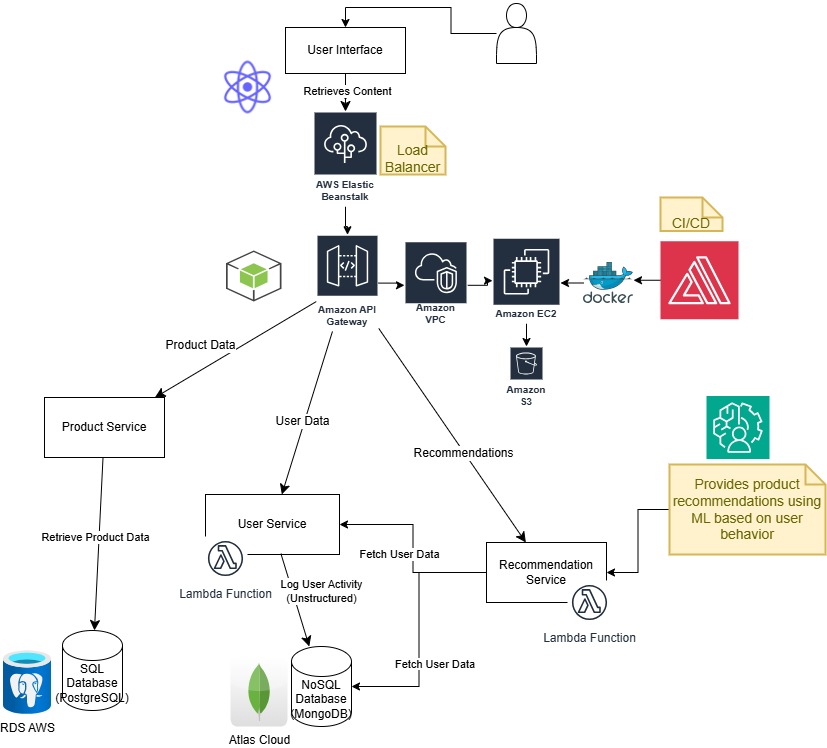 User Interface
Retrieves Content
Load
Balancer
AWS Elastic
Beanstalk
CI/CD
Amazon API
Gateway
Amazon
VPC
Amazon EC2
docker
Amazon
S3
Product Data
User Data
Recommendations
Product Service
Provides product
recommendations using
ML based on user
behavior
User Service
Retrieve Product Data
Fetch User Data
Recommendation
Service
Lambda Function
Log User Activity
(Unstructured)
Lambda Function
Fetch User Data
SQL
Database
(PostgreSQL)
NoSQL
Database
(MongoDB)
RDS AWS
Atlas Cloud